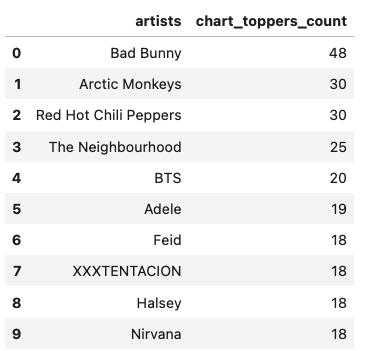 artists chart_toppers_count
0 Bad Bunny 48
1 Arctic Monkeys 30
2 Red Hot Chili Peppers 30
3 The Neighbourhood 25
4 BTS 20
5 Adele 19
6 Feid 18
7 XXXTENTACION 18
8 Halsey 18
9 Nirvana 18